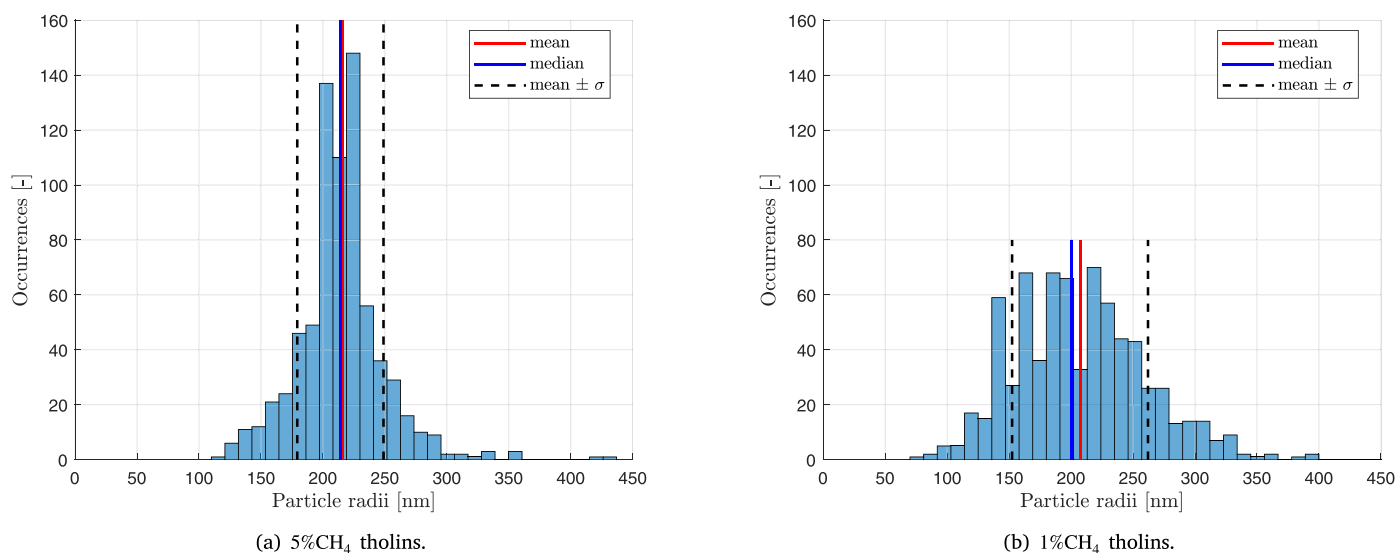 160
140
120
100
80
60
40
20
0
Occurrences [-]
mean
median
mean ± σ
0 50 100 150 200 250 300 350 400 450
Particle radii [nm]
(a) 5%CH₄ tholins.
160
140
120
100
80
60
40
20
0
Occurrences [-]
mean
median
mean ± σ
0 50 100 150 200 250 300 350 400 450
Particle radii [nm]
(b) 1%CH₄ tholins.